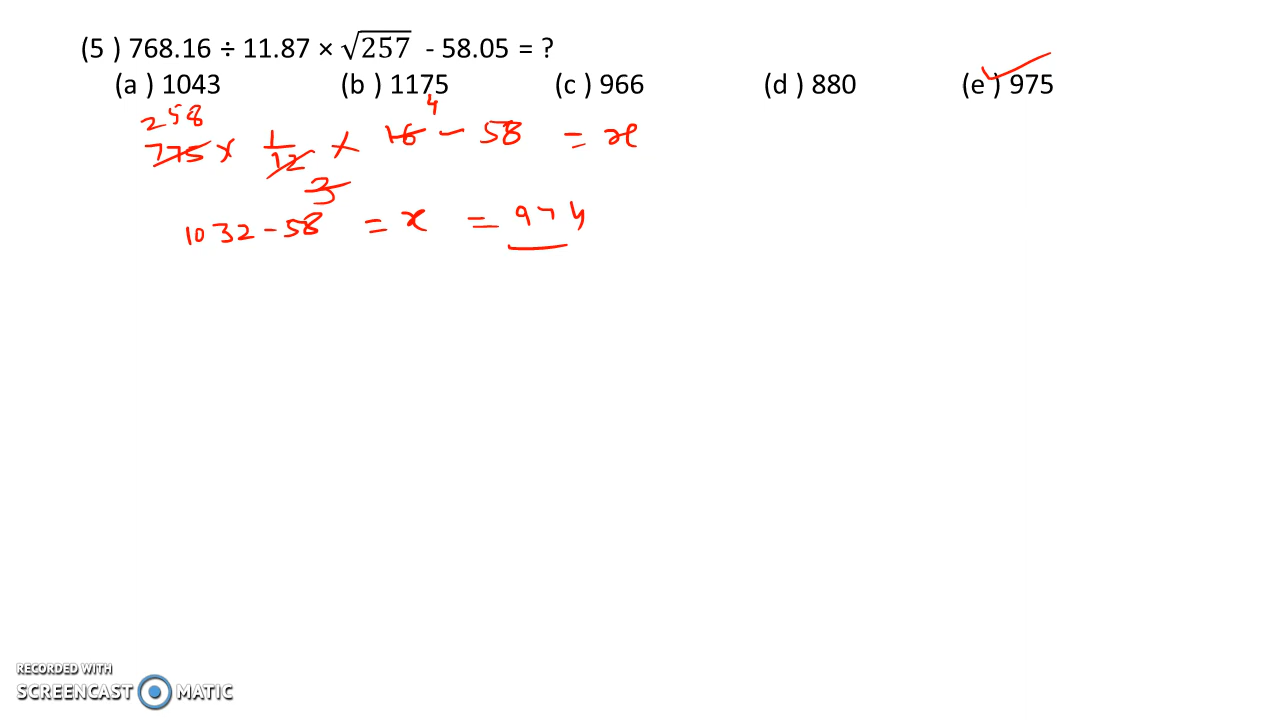 (5 ) 768.16 ÷ 11.87 × √257 - 58.05 = ?
(a ) 1043 (b ) 1175 (c ) 966 (d ) 880 (e ) 975
258
4
775 × 1/12 × 16 - 58 = x
3
1032 - 58 = x = 974
RECORDED WITH
SCREENCAST MATIC